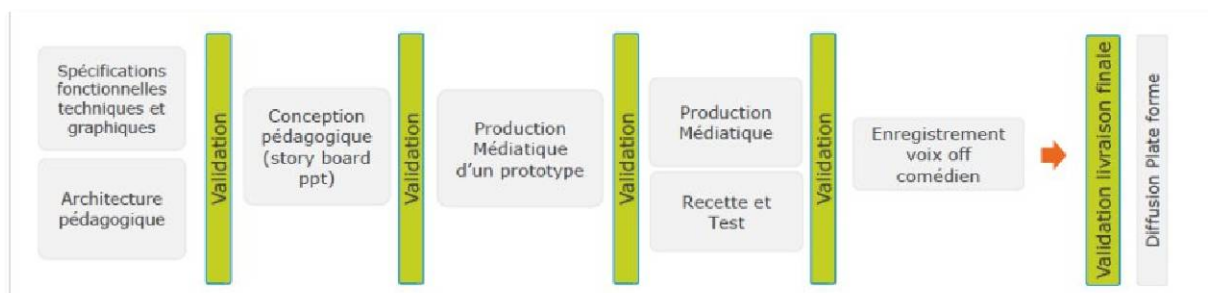 Spécifications
fonctionnelles
techniques et
graphiques
Architecture
pédagogique
Validation
Conception
pédagogique
(story board
ppt)
Validation
Production
Médiatique
d'un prototype
Validation
Production
Médiatique
Recette et
Test
Validation
Enregistrement
voix off
comédien
Validation livraison finale
Diffusion Plate forme